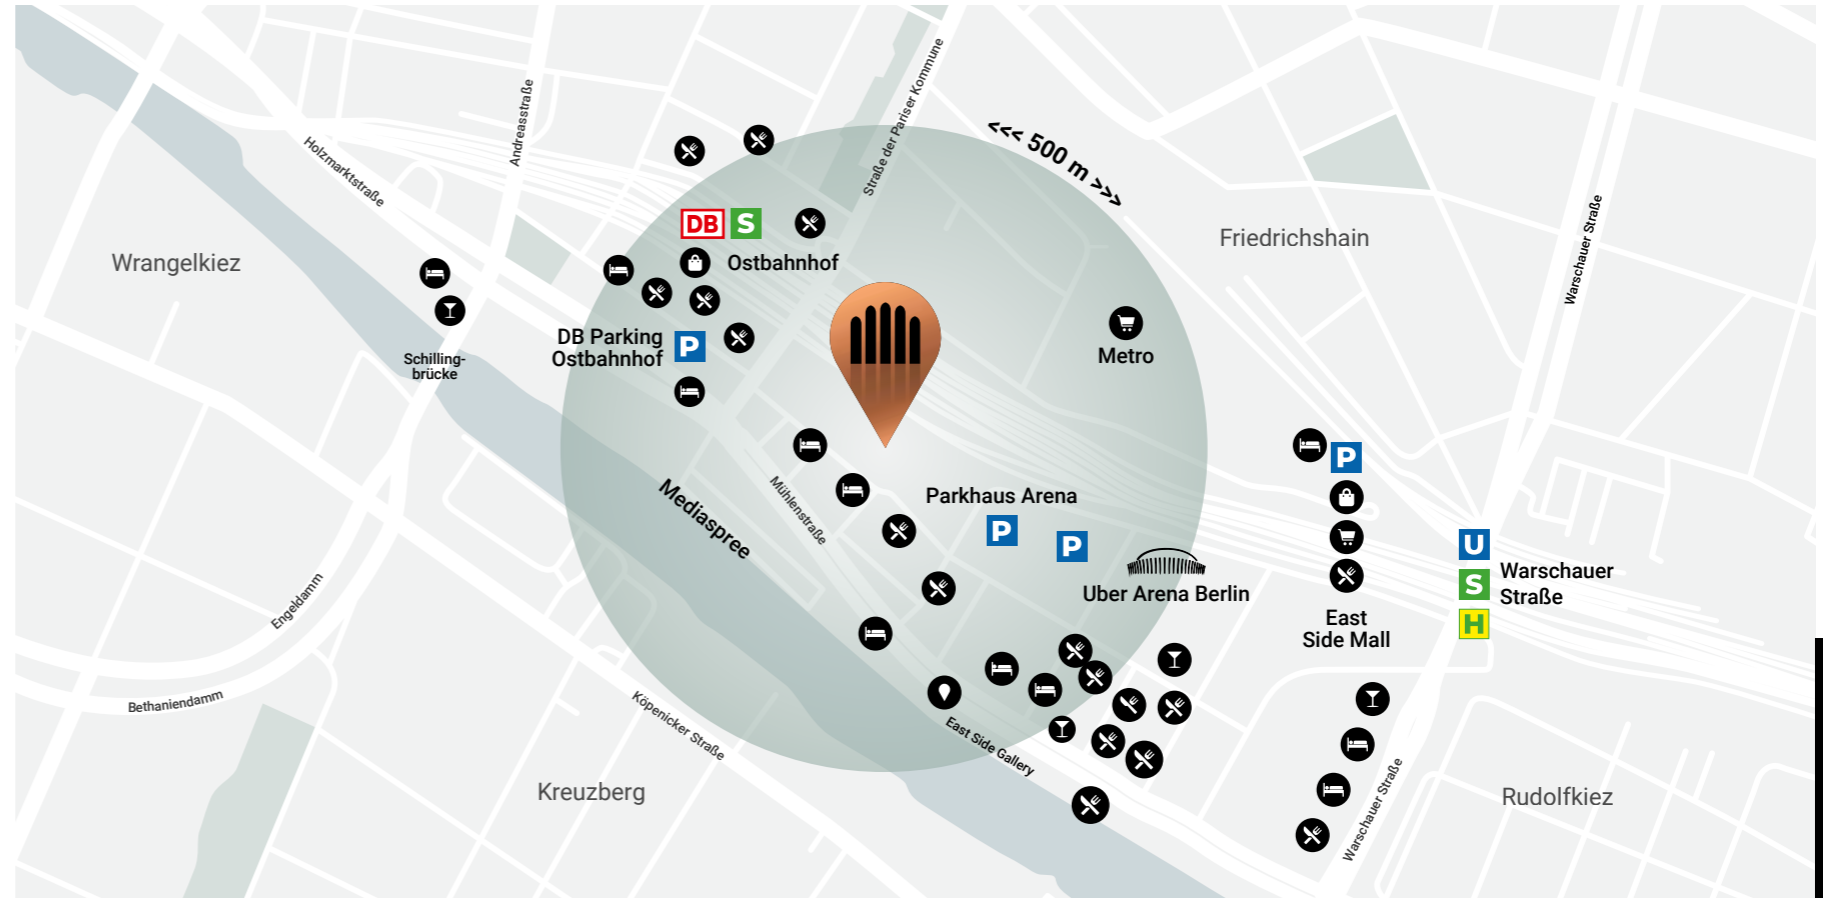 Straße der Pariser Kommune
Andreasstraße
<<< 500 m >>>
Holzmarktstraße
Warschauer Straße
DB
S
Friedrichshain
Wrangelkiez
Ostbahnhof
DB Parking
Ostbahnhof
P
Metro
Schilling-
brücke
P
Mediaspree
Mühlenstraße
Parkhaus Arena
P
P
U
S
H
Warschauer
Straße
Uber Arena Berlin
East
Side Mall
Engeldamm
Bethaniendamm
Köpenicker Straße
East Side Gallery
Kreuzberg
Warschauer Straße
Rudolfkiez